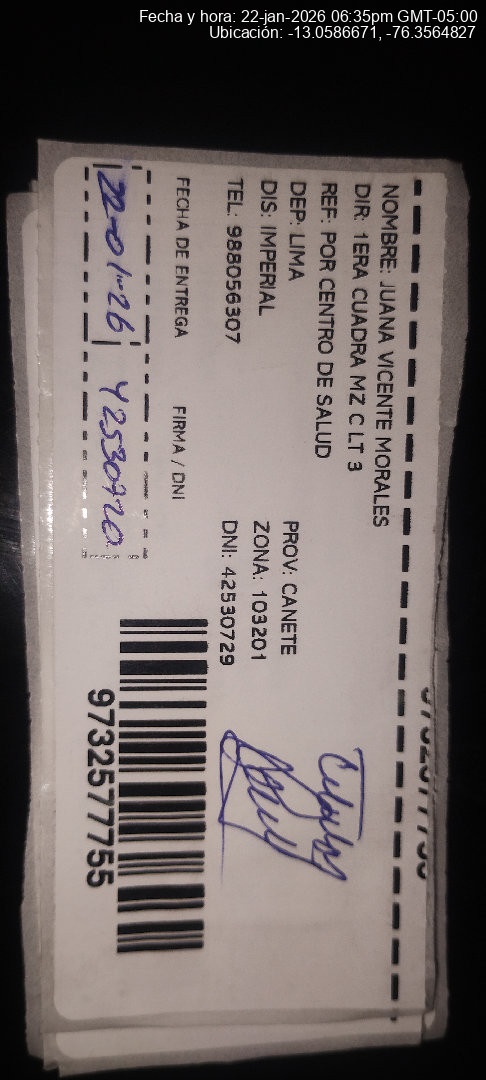 Fecha y hora: 22-jan-2026 06:35pm GMT-05:00
Ubicación: -13.0586671, -76.3564827
NOMBRE: JUANA VICENTE MORALES
DIR: 1ERA CUADRA MZ C LT 3
REF: POR CENTRO DE SALUD
DEP: LIMA
PROV: CANETE
DIS: IMPERIAL
ZONA: 103201
TEL: 988056307
DNI: 42530729
FECHA DE ENTREGA
FIRMA / DNI
22-01-26
9732577755